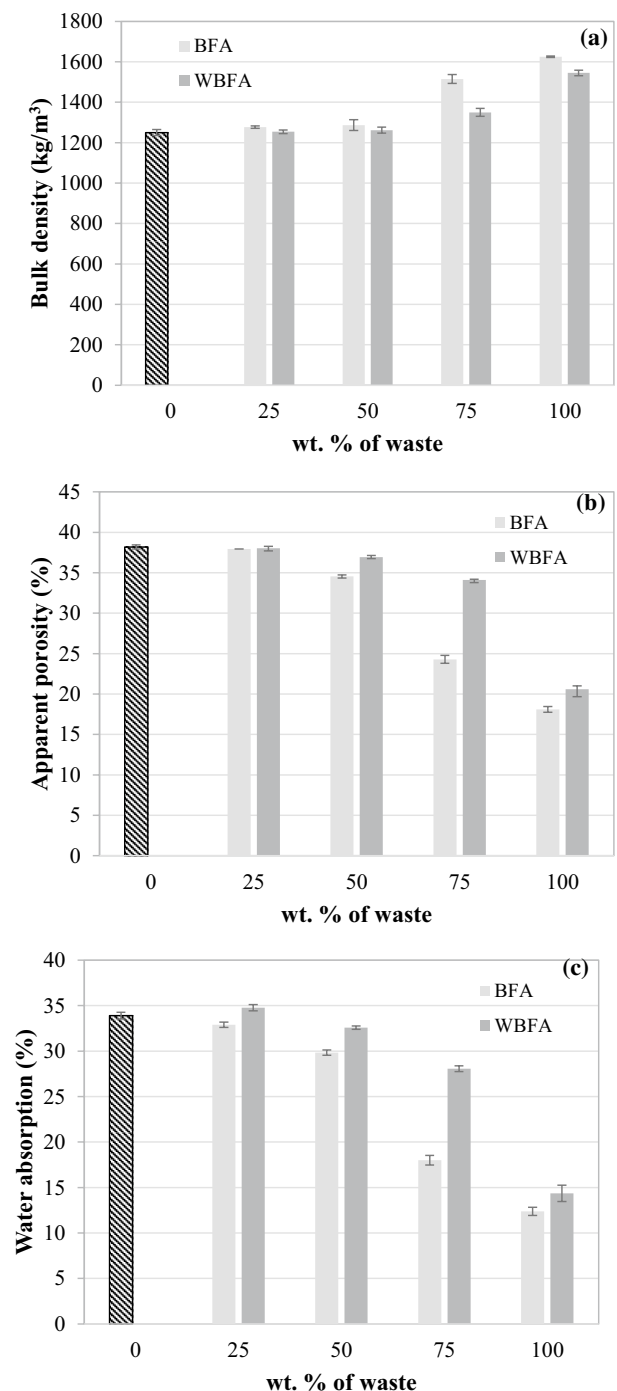 (a)
BFA
WBFA
Bulk density (kg/m³)
1800
1600
1400
1200
1000
800
600
400
200
0
0 25 50 75 100
wt. % of waste
(b)
BFA
WBFA
Apparent porosity (%)
45
40
35
30
25
20
15
10
5
0
0 25 50 75 100
wt. % of waste
(c)
BFA
WBFA
Water absorption (%)
40
35
30
25
20
15
10
5
0
0 25 50 75 100
wt. % of waste